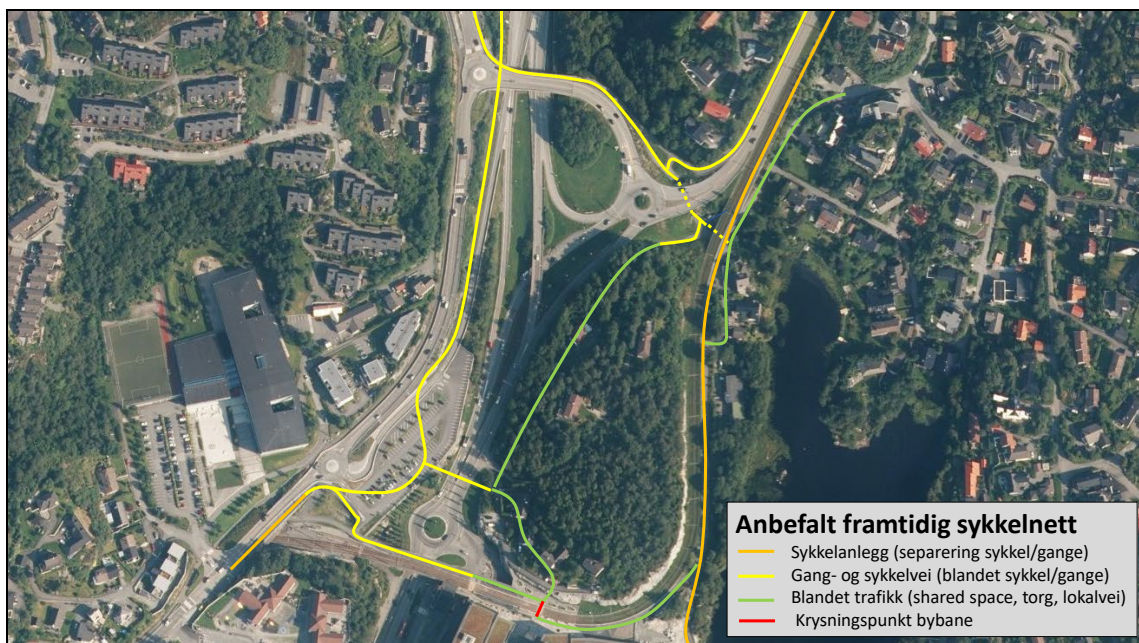 Anbefalt framtidig sykkelnett
Sykkelanlegg (separering sykkel/gange)
Gang- og sykkelvei (blandet sykkel/gange)
Blandet trafikk (shared space, torg, lokalvei)
Krysningspunkt bybane